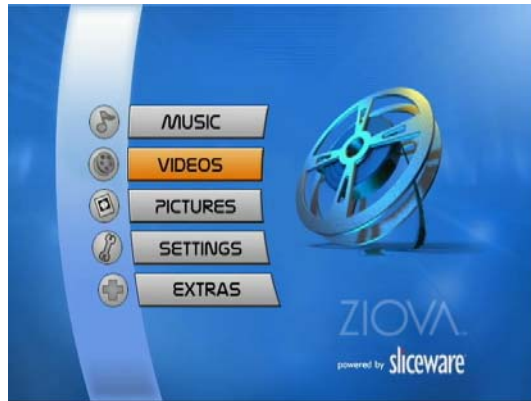 MUSIC
VIDEOS
PICTURES
SETTINGS
EXTRAS
ZIOVA
powered by sliceware